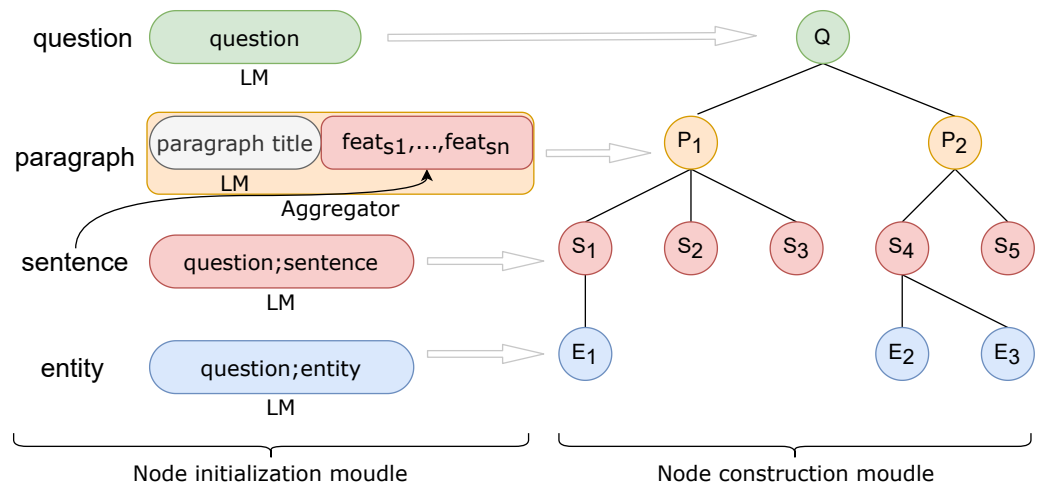 question
question
LM
Q
paragraph
paragraph title
feats1,...,featsn
LM
Aggregator
P1
P2
sentence
question;sentence
LM
S1
S2
S3
S4
S5
entity
question;entity
LM
E1
E2
E3
Node initialization moudle
Node construction moudle